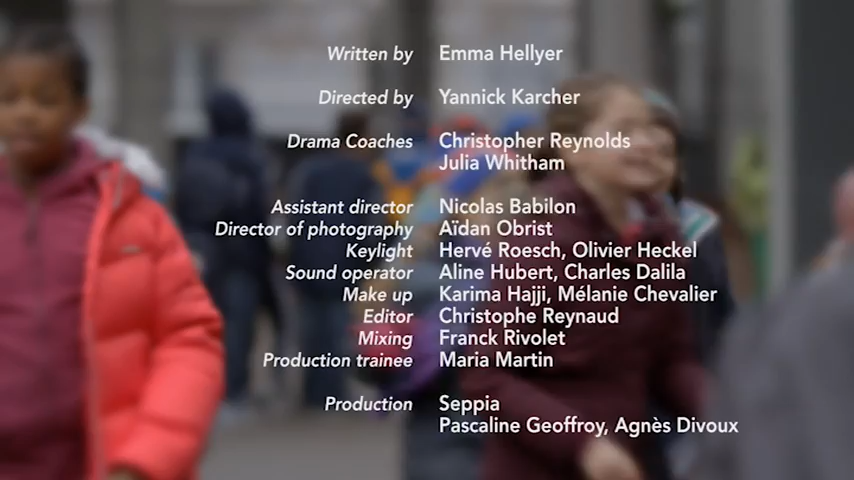 Written by Emma Hellyer
Directed by Yannick Karcher
Drama Coaches Christopher Reynolds
Julia Whitham
Assistant director Nicolas Babilon
Director of photography Aïdan Obrist
Keylight Hervé Roesch, Olivier Heckel
Sound operator Aline Hubert, Charles Dalila
Make up Karima Hajji, Mélanie Chevalier
Editor Christophe Reynaud
Mixing Franck Rivolet
Production trainee Maria Martin
Production Seppia
Pascaline Geoffroy, Agnès Divoux